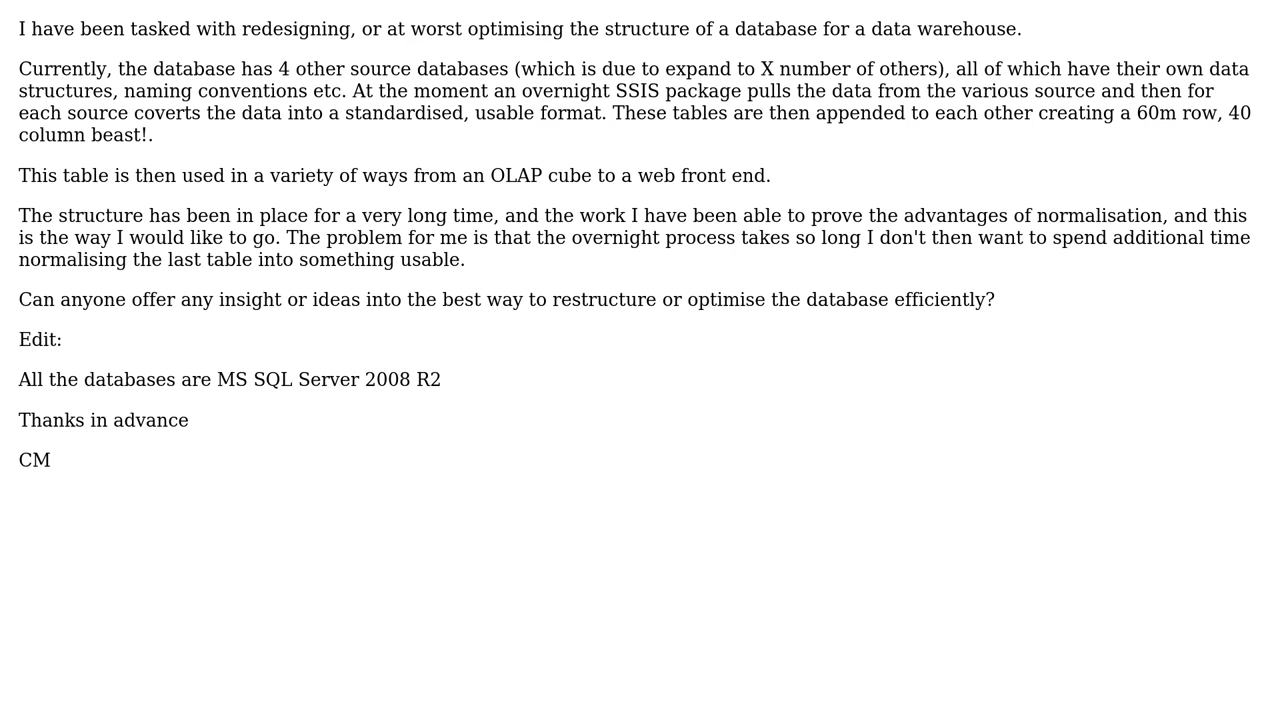 I have been tasked with redesigning, or at worst optimising the structure of a database for a data warehouse.
Currently, the database has 4 other source databases (which is due to expand to X number of others), all of which have their own data
structures, naming conventions etc. At the moment an overnight SSIS package pulls the data from the various source and then for
each source coverts the data into a standardised, usable format. These tables are then appended to each other creating a 60m row, 40
column beast!.
This table is then used in a variety of ways from an OLAP cube to a web front end.
The structure has been in place for a very long time, and the work I have been able to prove the advantages of normalisation, and this
is the way I would like to go. The problem for me is that the overnight process takes so long I don't then want to spend additional time
normalising the last table into something usable.
Can anyone offer any insight or ideas into the best way to restructure or optimise the database efficiently?
Edit:
All the databases are MS SQL Server 2008 R2
Thanks in advance
CM